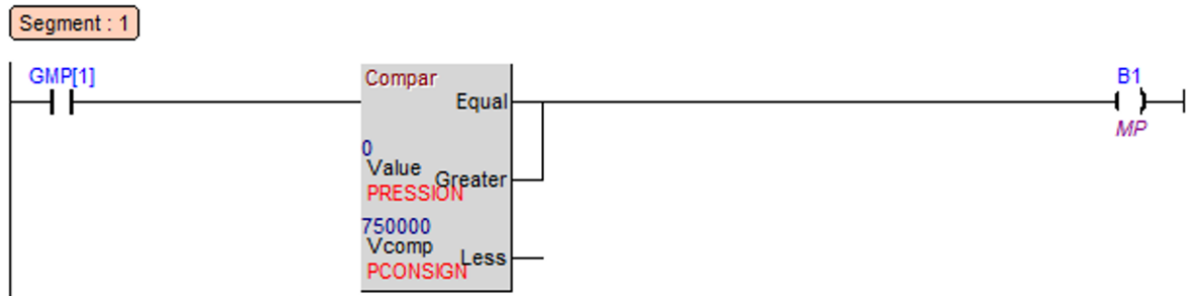 Segment : 1
GMP[1]
Compar
B1
Equal
MP
0
Value
Greater
PRESSION
750000
Vcomp
Less
PCONSIGN